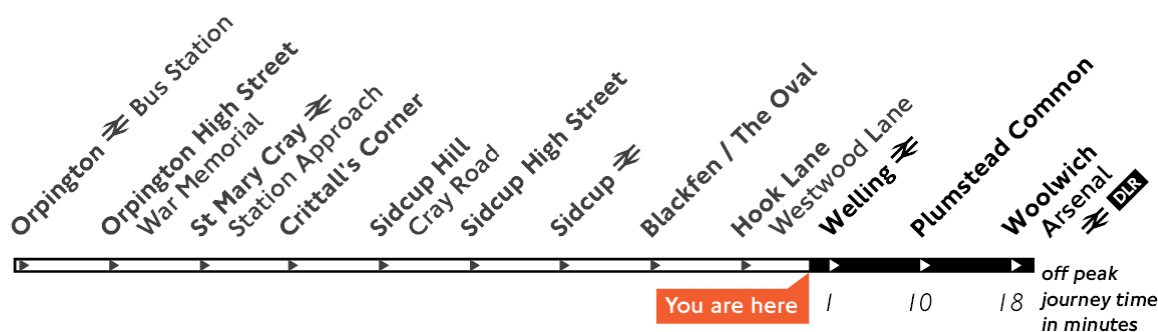 Orpington Bus Station
Orpington High Street
War Memorial
St Mary Cray
Station Approach
Crittall's Corner
Sidcup Hill
Cray Road
Sidcup High Street
Sidcup
Blackfen / The Oval
Hook Lane
Westwood Lane
Welling
Plumstead Common
Woolwich
Arsenal
DLR
You are here
1
10
18
off peak
journey time
in minutes